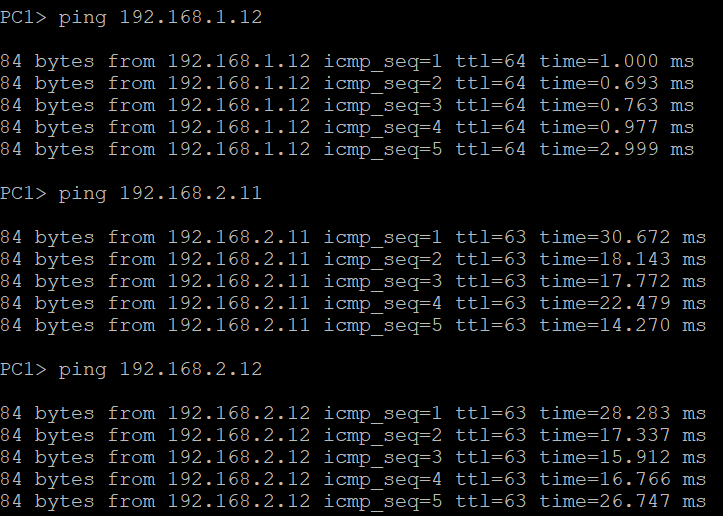 PC1> ping 192.168.1.12
84 bytes from 192.168.1.12 icmp_seq=1 ttl=64 time=1.000 ms
84 bytes from 192.168.1.12 icmp_seq=2 ttl=64 time=0.693 ms
84 bytes from 192.168.1.12 icmp_seq=3 ttl=64 time=0.763 ms
84 bytes from 192.168.1.12 icmp_seq=4 ttl=64 time=0.977 ms
84 bytes from 192.168.1.12 icmp_seq=5 ttl=64 time=2.999 ms
PC1> ping 192.168.2.11
84 bytes from 192.168.2.11 icmp_seq=1 ttl=63 time=30.672 ms
84 bytes from 192.168.2.11 icmp_seq=2 ttl=63 time=18.143 ms
84 bytes from 192.168.2.11 icmp_seq=3 ttl=63 time=17.772 ms
84 bytes from 192.168.2.11 icmp_seq=4 ttl=63 time=22.479 ms
84 bytes from 192.168.2.11 icmp_seq=5 ttl=63 time=14.270 ms
PC1> ping 192.168.2.12
84 bytes from 192.168.2.12 icmp_seq=1 ttl=63 time=28.283 ms
84 bytes from 192.168.2.12 icmp_seq=2 ttl=63 time=17.337 ms
84 bytes from 192.168.2.12 icmp_seq=3 ttl=63 time=15.912 ms
84 bytes from 192.168.2.12 icmp_seq=4 ttl=63 time=16.766 ms
84 bytes from 192.168.2.12 icmp_seq=5 ttl=63 time=26.747 ms